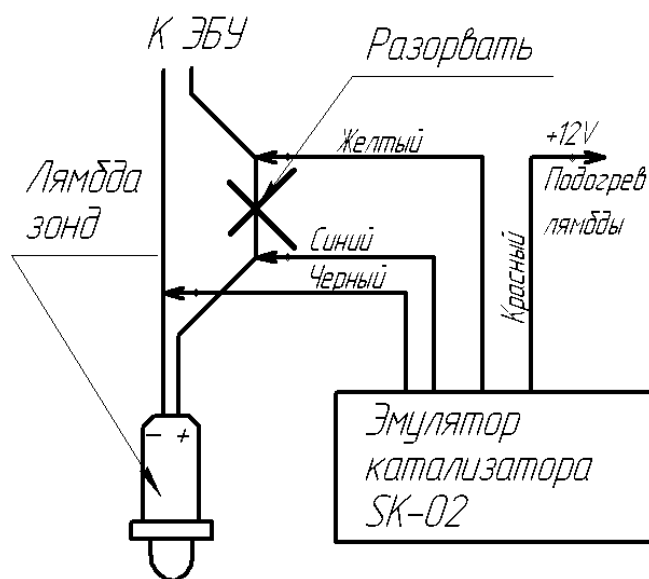 К ЭБУ
Разорвать
Желтый
+12V
Подогрев
лямбды
Лямбда
зонд
Синий
Черный
Красный
- +
Эмулятор
катализатора
SK-02